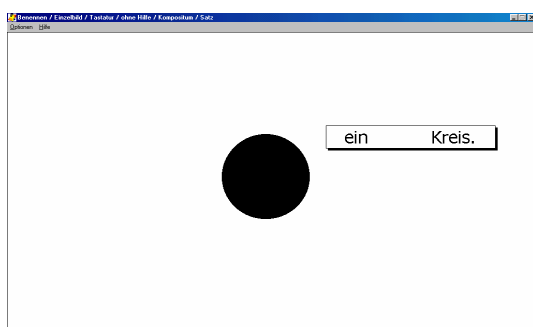 Benennen / Einzelbild / Tastatur / ohne Hilfe / Kompositum / Satz
Optionen Hilfe
ein Kreis.